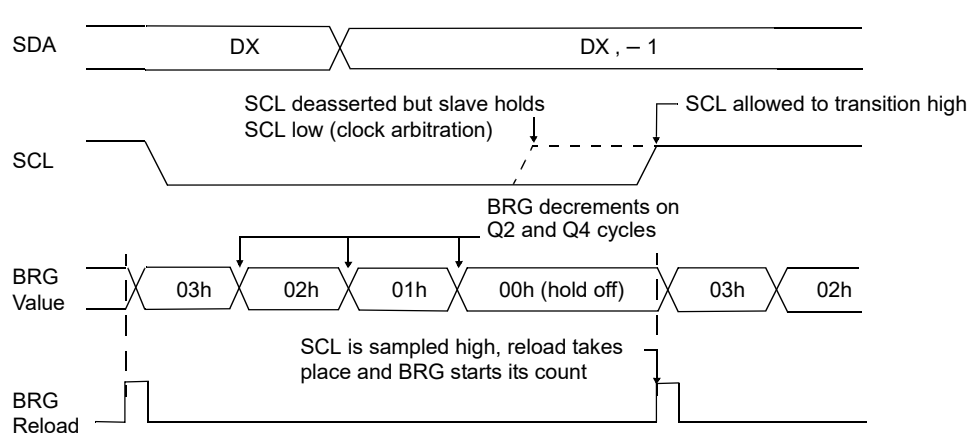 SDA
DX
DX , – 1
SCL deasserted but slave holds
SCL low (clock arbitration)
SCL allowed to transition high
SCL
BRG decrements on
Q2 and Q4 cycles
BRG
Value
03h
02h
01h
00h (hold off)
03h
02h
SCL is sampled high, reload takes
place and BRG starts its count
BRG
Reload